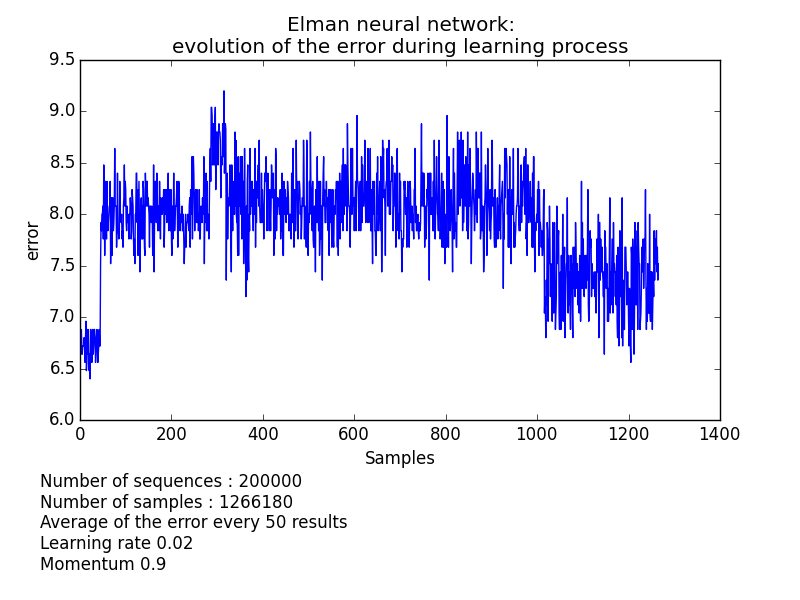 Elman neural network:
evolution of the error during learning process
9.5
9.0
8.5
8.0
7.5
7.0
6.5
6.0
error
0 200 400 600 800 1000 1200 1400
Samples
Number of sequences : 200000
Number of samples : 1266180
Average of the error every 50 results
Learning rate 0.02
Momentum 0.9